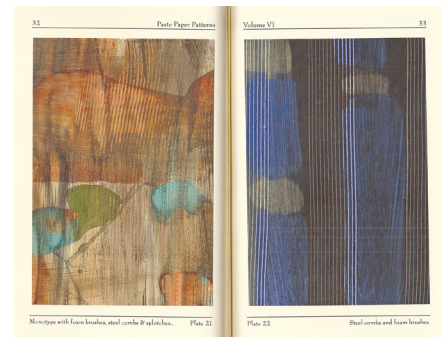 32 Paste Paper Patterns
Monotype with foam brushes, steel combs & splotches. Plate 21
Volume VI 33
Plate 22 Steel combs and foam brushes.